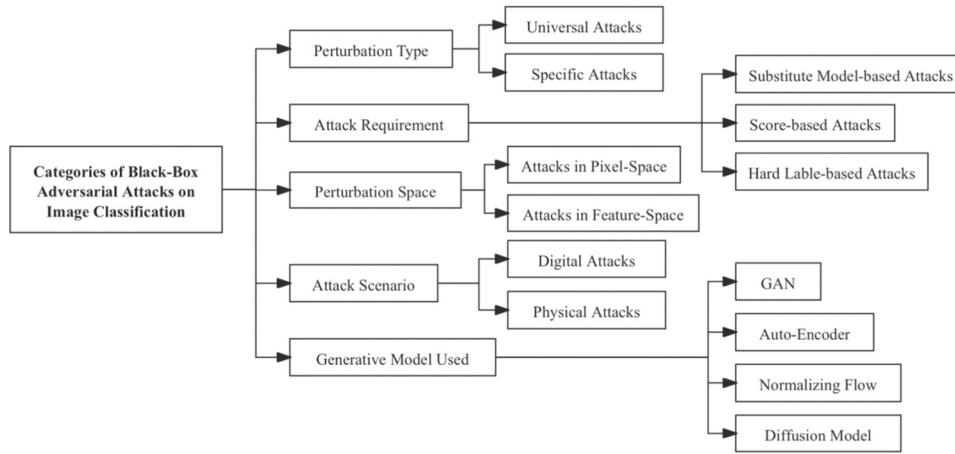 Categories of Black-Box
Adversarial Attacks on
Image Classification
Perturbation Type
Universal Attacks
Specific Attacks
Attack Requirement
Substitute Model-based Attacks
Score-based Attacks
Hard Lable-based Attacks
Perturbation Space
Attacks in Pixel-Space
Attacks in Feature-Space
Attack Scenario
Digital Attacks
Physical Attacks
Generative Model Used
GAN
Auto-Encoder
Normalizing Flow
Diffusion Model